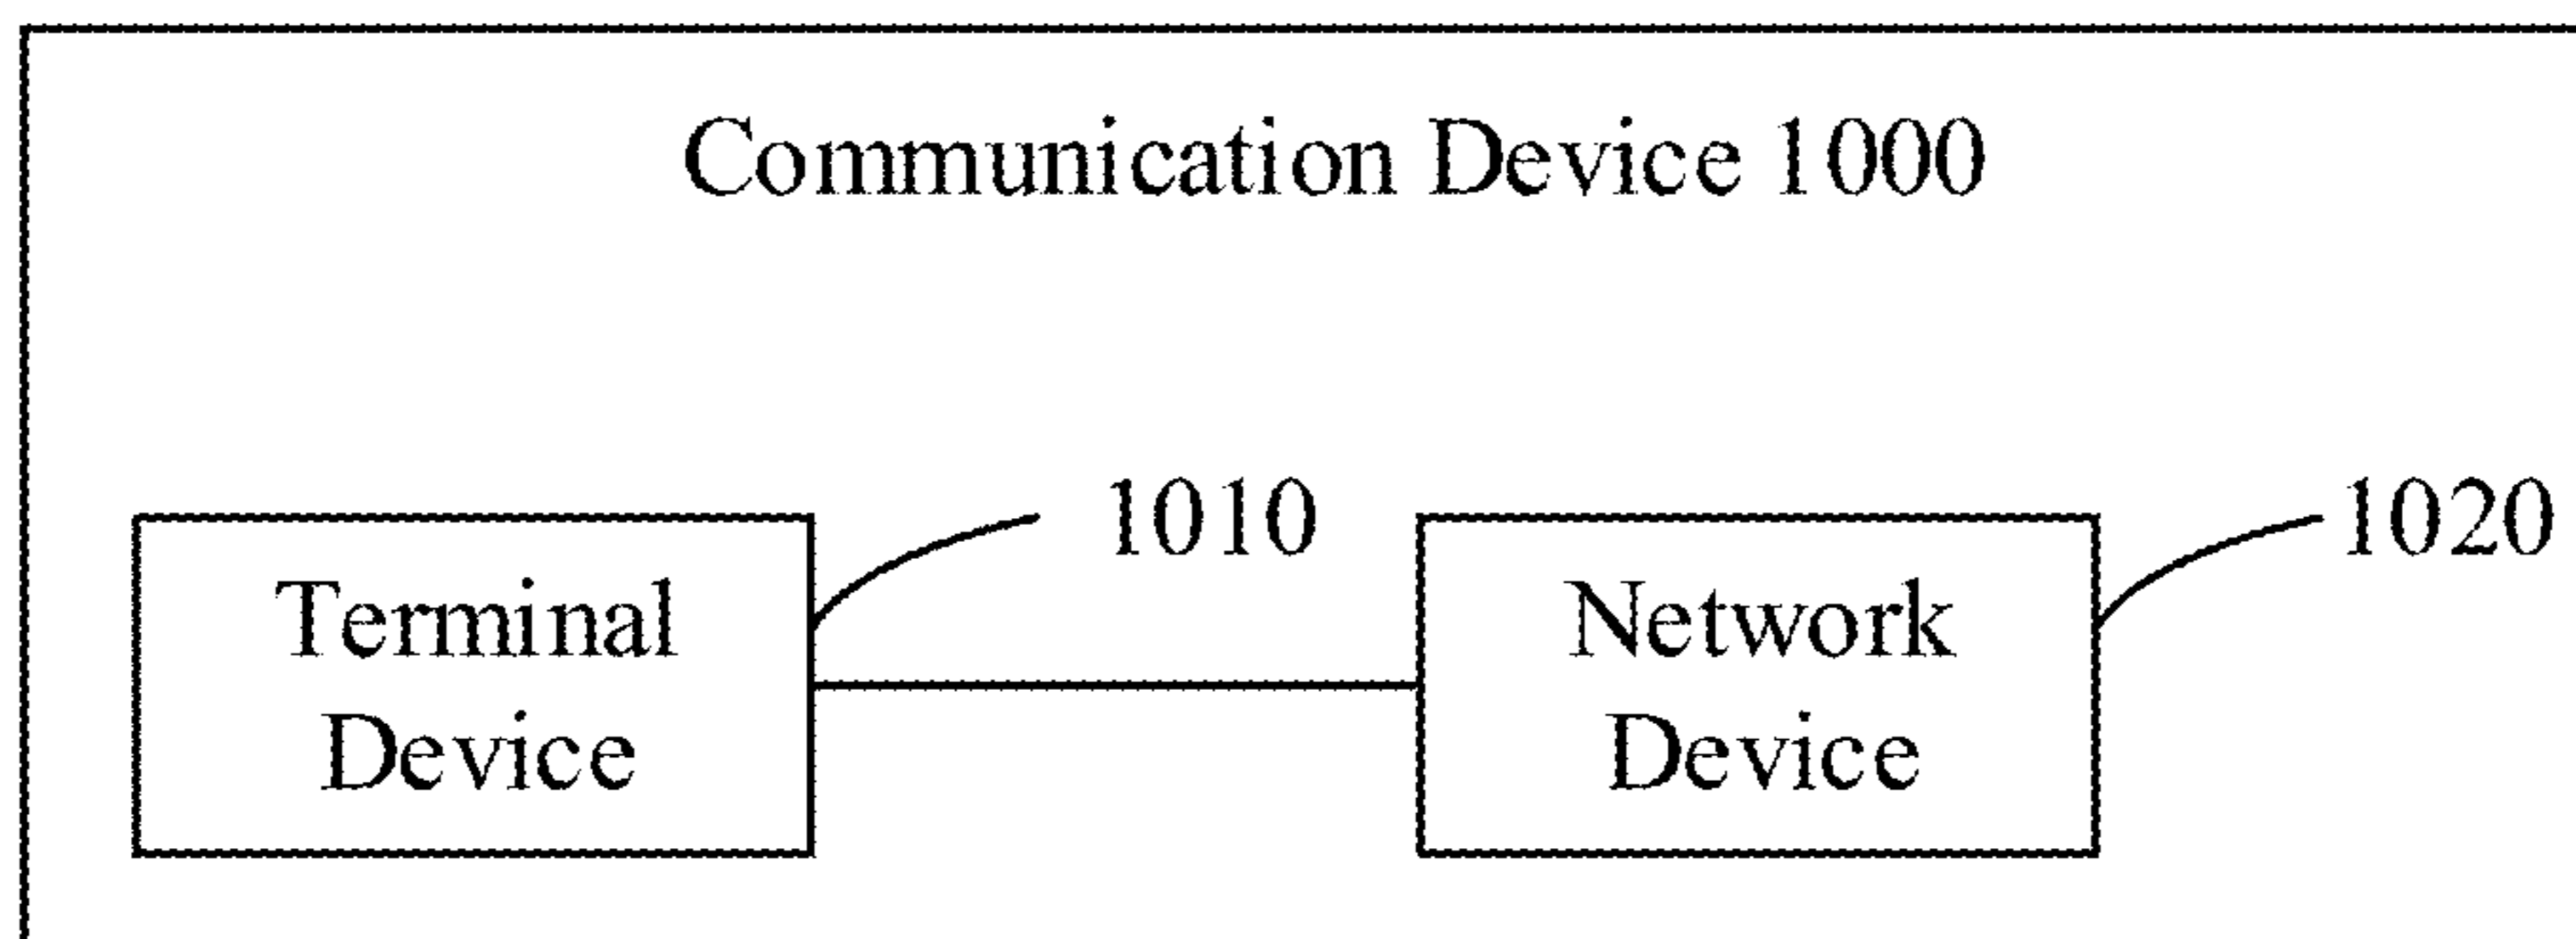 Communication Device 1000
1010
1020
Terminal
Device
Network
Device